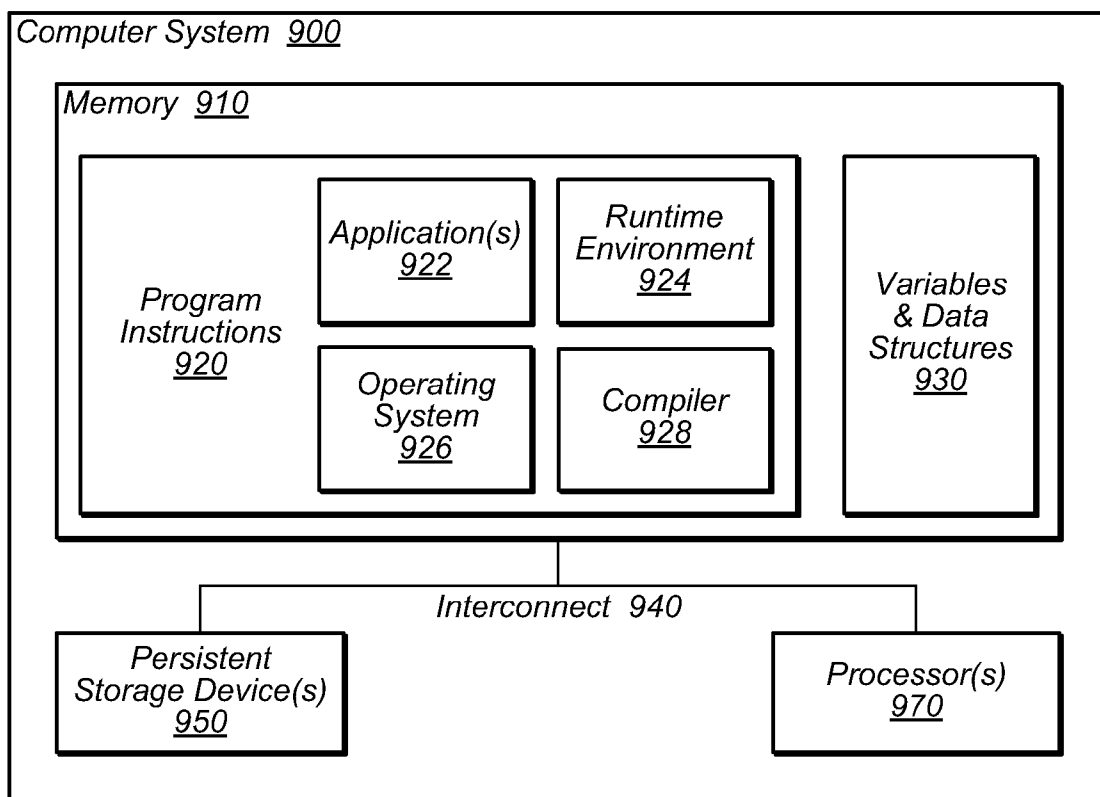 Computer System 900
Memory 910
Program
Instructions
920
Application(s)
922
Runtime
Environment
924
Operating
System
926
Compiler
928
Variables
& Data
Structures
930
Interconnect 940
Persistent
Storage Device(s)
950
Processor(s)
970